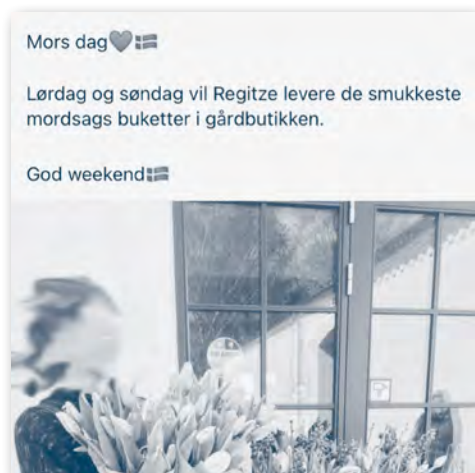 Mors dag🩶🇩🇰
Lørdag og søndag vil Regitze levere de smukkeste
mordsags buketter i gårdbutikken.
God weekend🇩🇰